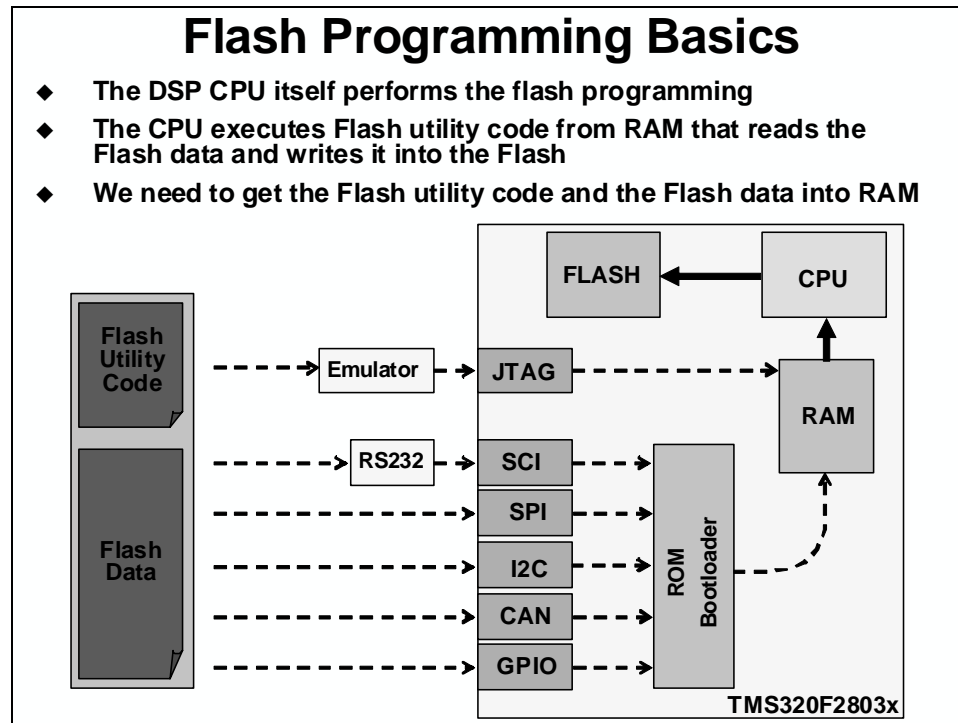 Flash Programming Basics
◆ The DSP CPU itself performs the flash programming
◆ The CPU executes Flash utility code from RAM that reads the
Flash data and writes it into the Flash
◆ We need to get the Flash utility code and the Flash data into RAM
FLASH
CPU
Flash
Utility
Code
Emulator
JTAG
RAM
RS232
SCI
SPI
Flash
Data
I2C
ROM
Bootloader
CAN
GPIO
TMS320F2803x